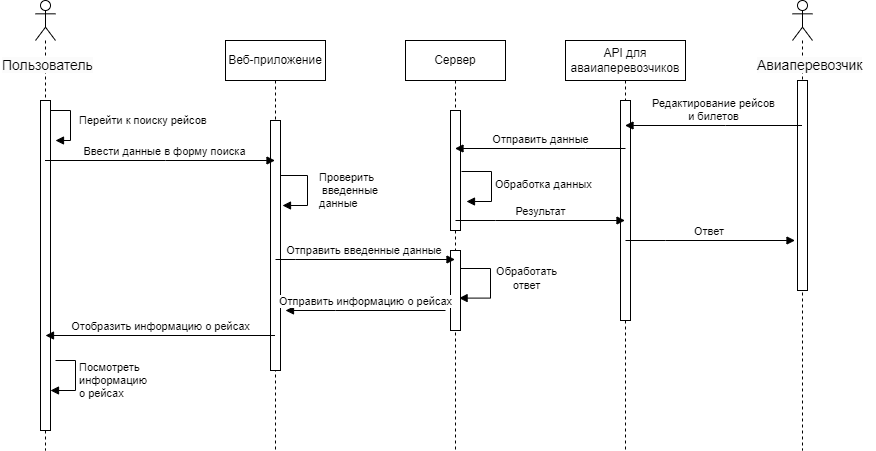 Пользователь
Веб-приложение
Сервер
API для
аваиаперевозчиков
Авиаперевозчик
Перейти к поиску рейсов
Редактирование рейсов
и билетов
Ввести данные в форму поиска
Отправить данные
Проверить
введенные
данные
Обработка данных
Результат
Ответ
Отправить введенные данные
Обработать
ответ
Отправить информацию о рейсах
Отобразить информацию о рейсах
Посмотреть
информацию
о рейсах